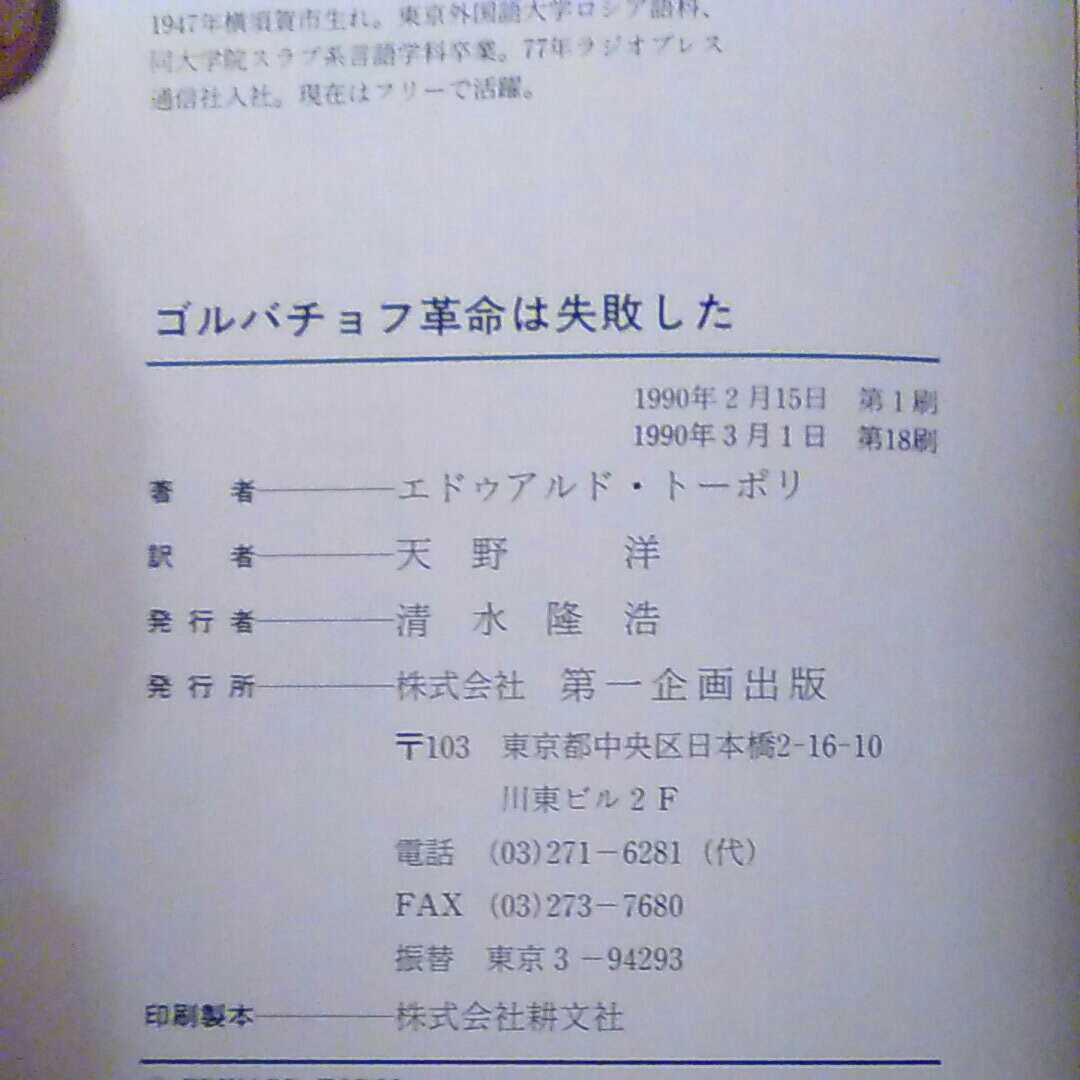 1947年横須賀市生れ。東京外国語大学ロシア語科、
同大学院スラブ系言語学科卒業。77年ラジオプレス
通信社入社。現在はフリーで活躍。
ゴルバチョフ革命は失敗した
1990年2月15日 第1刷
1990年3月1日 第18刷
著者――エドゥアルド・トーポリ
訳者――天野 洋
発行者――清水隆浩
発行所――株式会社 第一企画出版
〒103 東京都中央区日本橋2-16-10
川東ビル2F
電話 (03)271-6281(代)
FAX (03)273-7680
振替 東京3-94293
印刷製本――株式会社耕文社